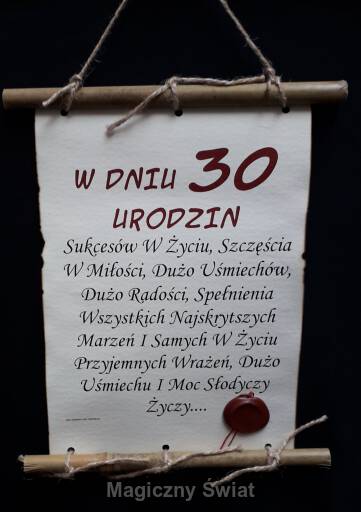 W DNIU 30
URODZIN
Sukcesów W Życiu, Szczęścia
W Miłości, Dużo Uśmiechów,
Dużo Radości, Spełnienia
Wszystkich Najskrytszych
Marzeń I Samych W Życiu
Przyjemnych Wrażeń, Dużo
Uśmiechu I Moc Słodyczy
Życzy....
Magiczny Świat